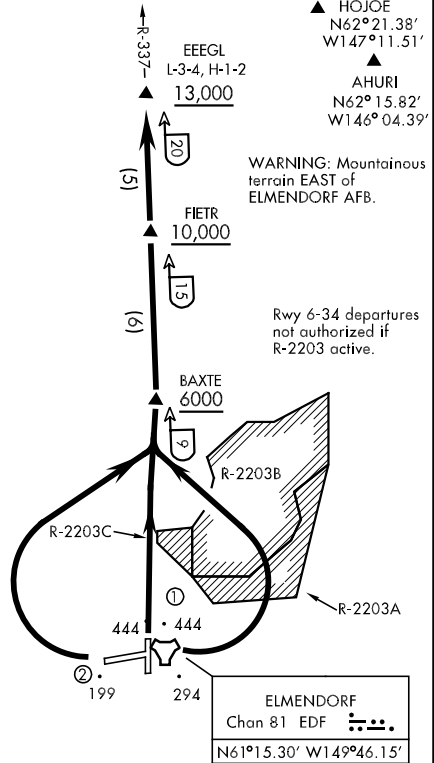 HOJOE
N62°21.38'
W147°11.51'
AHURI
N62°15.82'
W146°04.39'
R-337
EEEGL
L-3-4, H-1-2
13,000
20
(5)
WARNING: Mountainous
terrain EAST of
ELMENDORF AFB.
FIETR
10,000
15
(6)
Rwy 6-34 departures
not authorized if
R-2203 active.
BAXTE
6000
9
R-2203B
R-2203C
R-2203A
①
444
444
②
199
294
ELMENDORF
Chan 81 EDF
N61°15.30' W149°46.15'